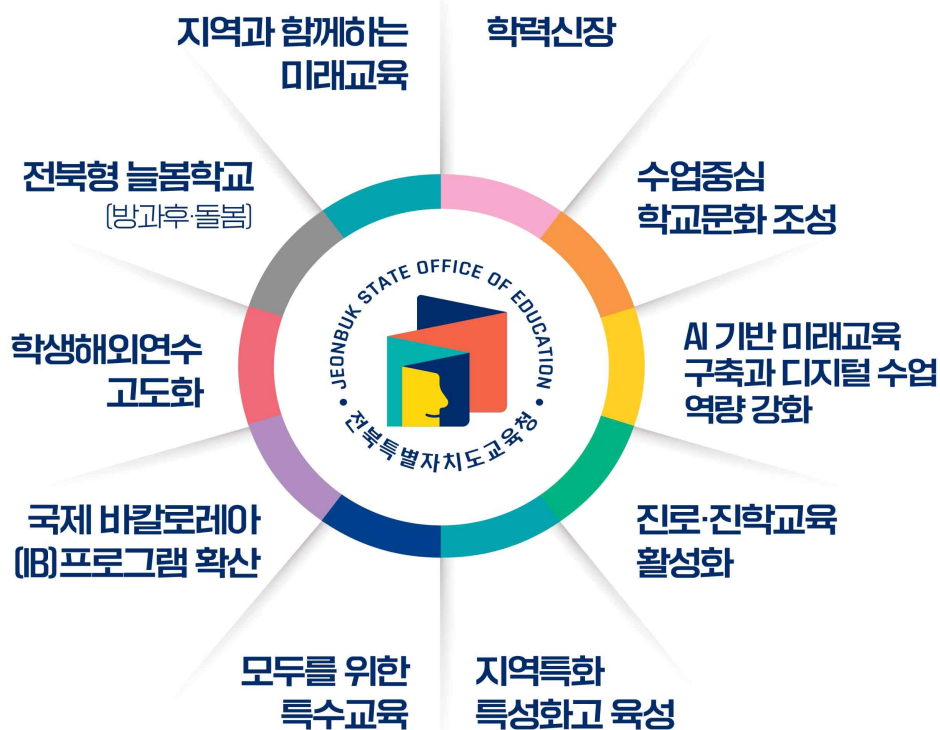 지역과 함께하는
미래교육
학력신장
전북형 늘봄학교
(방과후·돌봄)
수업중심
학교문화 조성
JEONBUK STATE OFFICE OF EDUCATION
전북특별자치도교육청
학생해외연수
고도화
AI 기반 미래교육
구축과 디지털 수업
역량 강화
국제 바칼로레아
(IB)프로그램 확산
진로·진학교육
활성화
모두를 위한
특수교육
지역특화
특성화고 육성